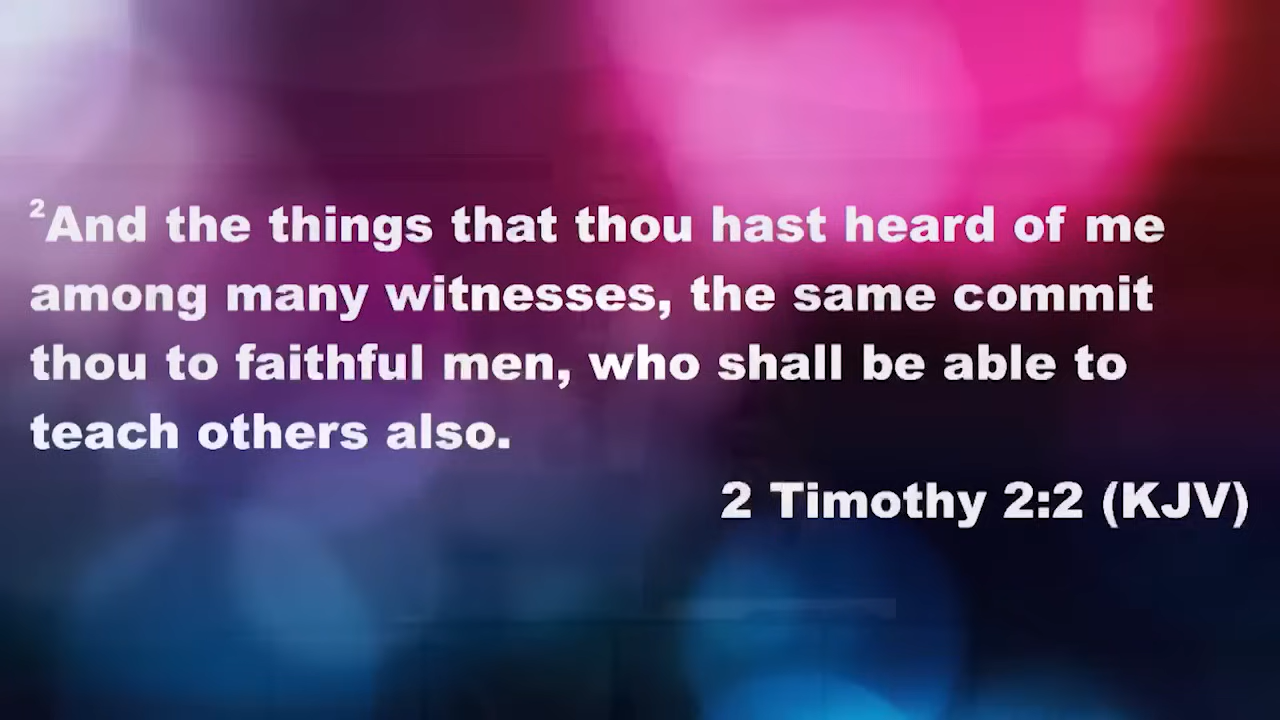 ²And the things that thou hast heard of me
among many witnesses, the same commit
thou to faithful men, who shall be able to
teach others also.
2 Timothy 2:2 (KJV)